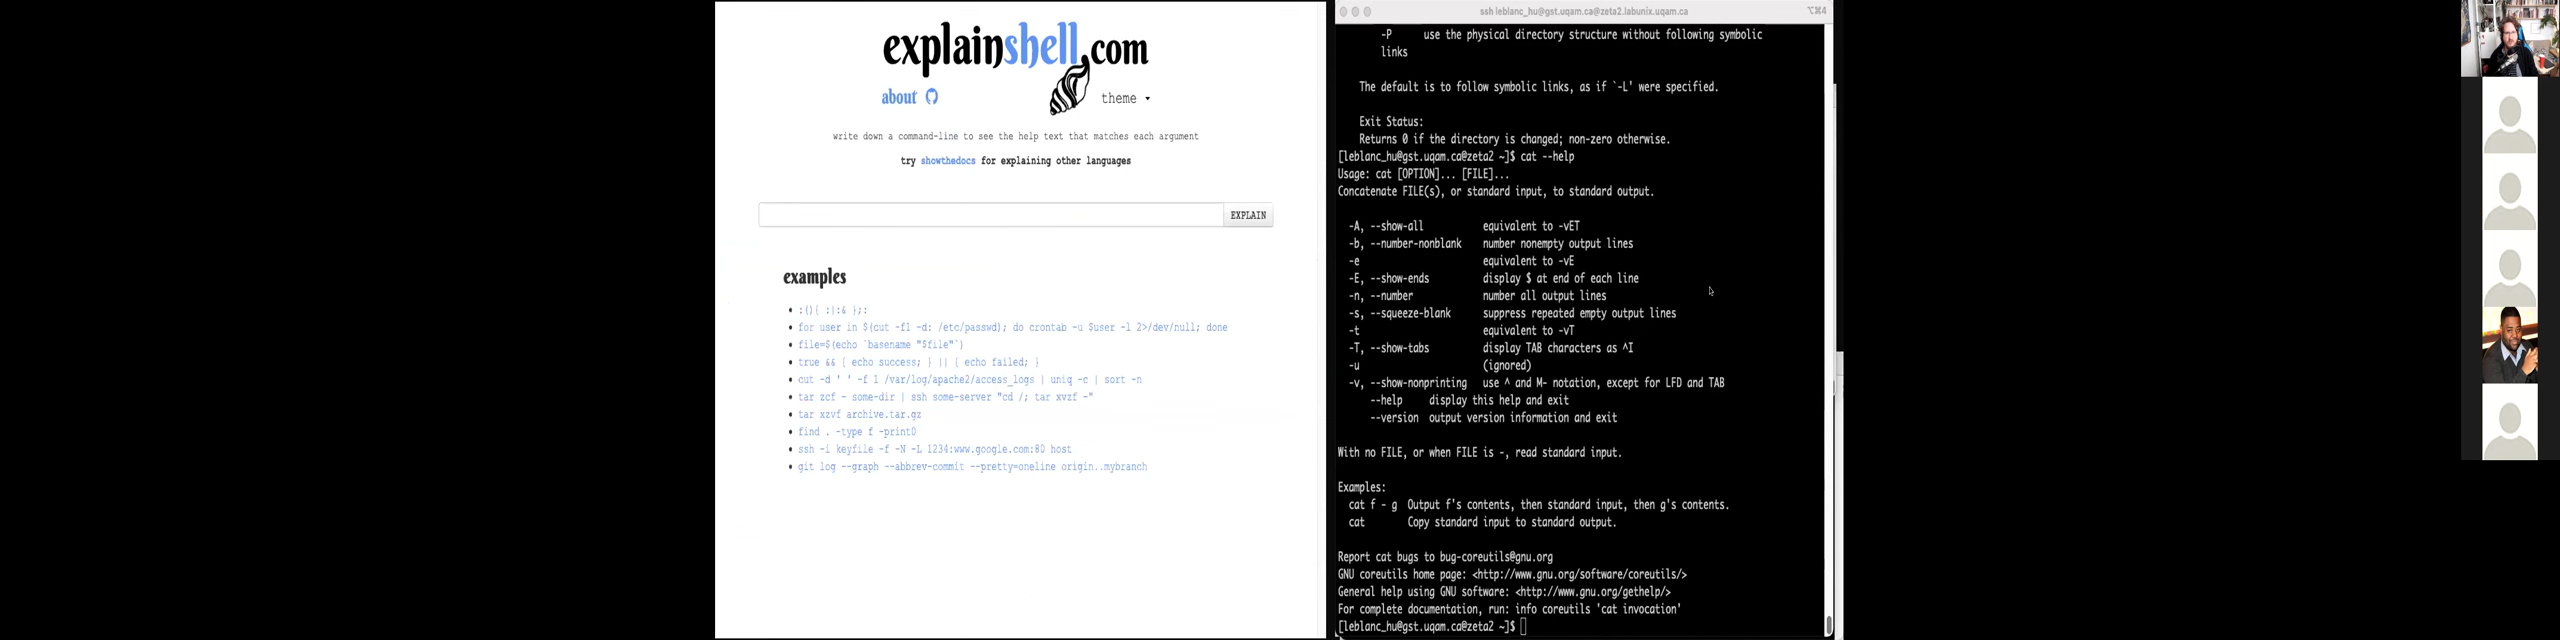 explainshell.com
about
theme
write down a command-line to see the help text that matches each argument
try showthedocs for explaining other languages
EXPLAIN
examples
:(){ :|:& };:
for user in $(cut -f1 -d: /etc/passwd); do crontab -u $user -l 2>/dev/null; done
file=$(echo `basename "$file"`)
true && { echo success; } || { echo failed; }
cut -d ' ' -f 1 /var/log/apache2/access_logs | uniq -c | sort -n
tar zcf - some-dir | ssh some-server "cd /; tar xvzf -"
tar xzvf archive.tar.gz
find . -type f -print0
ssh -i keyfile -f -N -L 1234:www.google.com:80 host
git log --graph --abbrev-commit --pretty=oneline origin..mybranch
ssh leblanc_hu@gst.uqam.ca@zeta2.labunix.uqam.ca
⌥⌘4
-P use the physical directory structure without following symbolic
links
The default is to follow symbolic links, as if `-L' were specified.
Exit Status:
Returns 0 if the directory is changed; non-zero otherwise.
[leblanc_hu@gst.uqam.ca@zeta2 ~]$ cat --help
Usage: cat [OPTION]... [FILE]...
Concatenate FILE(s), or standard input, to standard output.
-A, --show-all equivalent to -vET
-b, --number-nonblank number nonempty output lines
-e equivalent to -vE
-E, --show-ends display $ at end of each line
-n, --number number all output lines
-s, --squeeze-blank suppress repeated empty output lines
-t equivalent to -vT
-T, --show-tabs display TAB characters as ^I
-u (ignored)
-v, --show-nonprinting use ^ and M- notation, except for LFD and TAB
--help display this help and exit
--version output version information and exit
With no FILE, or when FILE is -, read standard input.
Examples:
cat f - g Output f's contents, then standard input, then g's contents.
cat Copy standard input to standard output.
Report cat bugs to bug-coreutils@gnu.org
GNU coreutils home page: <http://www.gnu.org/software/coreutils/>
General help using GNU software: <http://www.gnu.org/gethelp/>
For complete documentation, run: info coreutils 'cat invocation'
[leblanc_hu@gst.uqam.ca@zeta2 ~]$